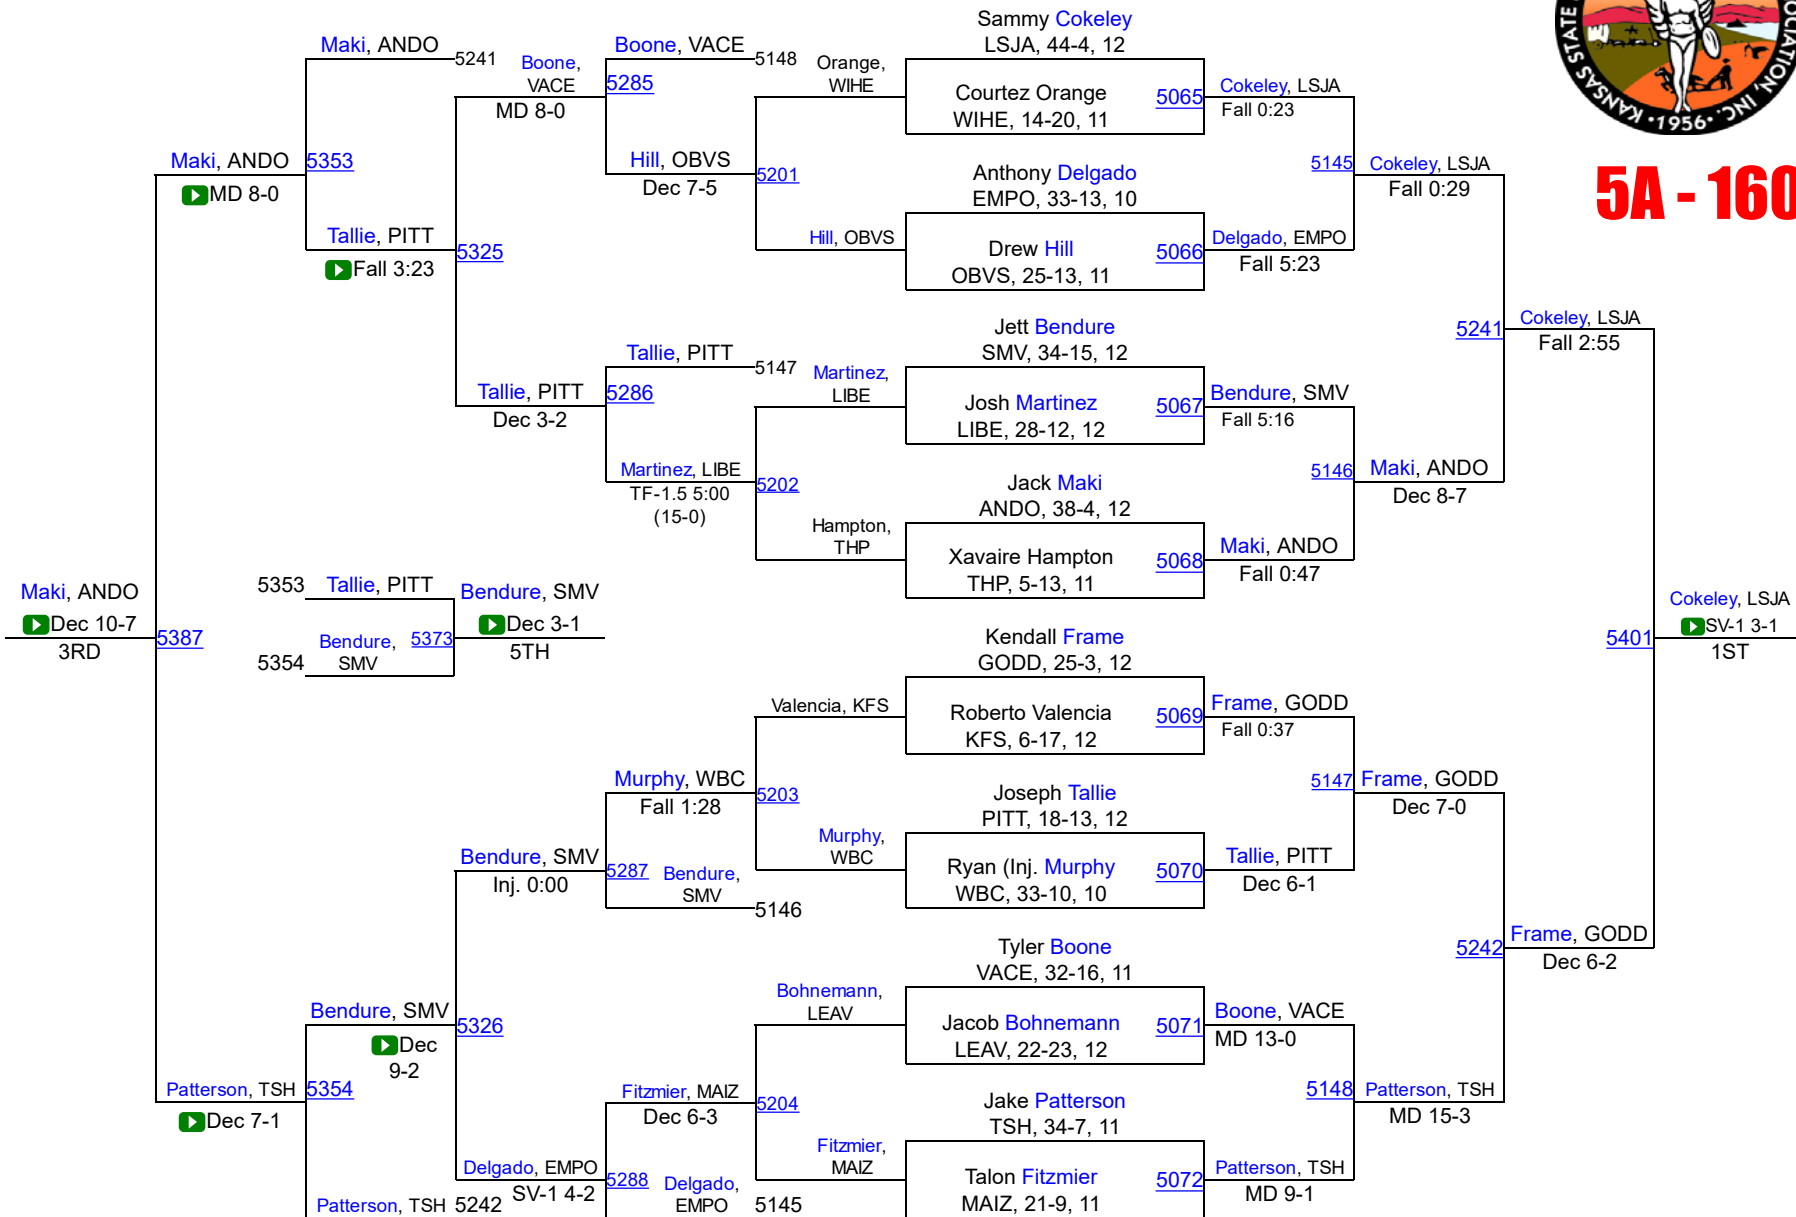 Maki, ANDO
5241
Boone,
VACE
MD 8-0
Boone, VACE
5148
5285
Orange,
WIHE
Sammy Cokeley
LSJA, 44-4, 12
Courtez Orange
WIHE, 14-20, 11
5065
Cokeley, LSJA
Fall 0:23
KANSAS STATE
OCIATION, INC.
•1956•
5A - 160
Maki, ANDO
MD 8-0
5353
Hill, OBVS
Dec 7-5
5201
Anthony Delgado
EMPO, 33-13, 10
5145
Cokeley, LSJA
Fall 0:29
Tallie, PITT
Fall 3:23
5325
Hill, OBVS
Drew Hill
OBVS, 25-13, 11
5066
Delgado, EMPO
Fall 5:23
Jett Bendure
SMV, 34-15, 12
5241
Cokeley, LSJA
Fall 2:55
Tallie, PITT
5147
Tallie, PITT
Dec 3-2
5286
Martinez,
LIBE
Josh Martinez
LIBE, 28-12, 12
5067
Bendure, SMV
Fall 5:16
Martinez, LIBE
TF-1.5 5:00
(15-0)
5202
Jack Maki
ANDO, 38-4, 12
5146
Maki, ANDO
Dec 8-7
Hampton,
THP
Xavaire Hampton
THP, 5-13, 11
5068
Maki, ANDO
Fall 0:47
Maki, ANDO
Dec 10-7
3RD
5387
5353
Tallie, PITT
5354
Bendure,
SMV
5373
Bendure, SMV
Dec 3-1
5TH
Kendall Frame
GODD, 25-3, 12
5401
Cokeley, LSJA
SV-1 3-1
1ST
Valencia, KFS
Roberto Valencia
KFS, 6-17, 12
5069
Frame, GODD
Fall 0:37
Murphy, WBC
Fall 1:28
5203
Joseph Tallie
PITT, 18-13, 12
5147
Frame, GODD
Dec 7-0
Murphy,
WBC
Ryan (Inj. Murphy
WBC, 33-10, 10
5070
Tallie, PITT
Dec 6-1
Bendure, SMV
Inj. 0:00
5287
Bendure,
SMV
5146
Tyler Boone
VACE, 32-16, 11
5242
Frame, GODD
Dec 6-2
Bohnemann,
LEAV
Jacob Bohnemann
LEAV, 22-23, 12
5071
Boone, VACE
MD 13-0
Bendure, SMV
Dec
9-2
5326
Patterson, TSH
Dec 7-1
5354
Fitzmier, MAIZ
Dec 6-3
5204
Jake Patterson
TSH, 34-7, 11
5148
Patterson, TSH
MD 15-3
Fitzmier,
MAIZ
Talon Fitzmier
MAIZ, 21-9, 11
5072
Patterson, TSH
MD 9-1
Delgado, EMPO
SV-1 4-2
5288
Delgado,
EMPO
5145
Patterson, TSH
5242